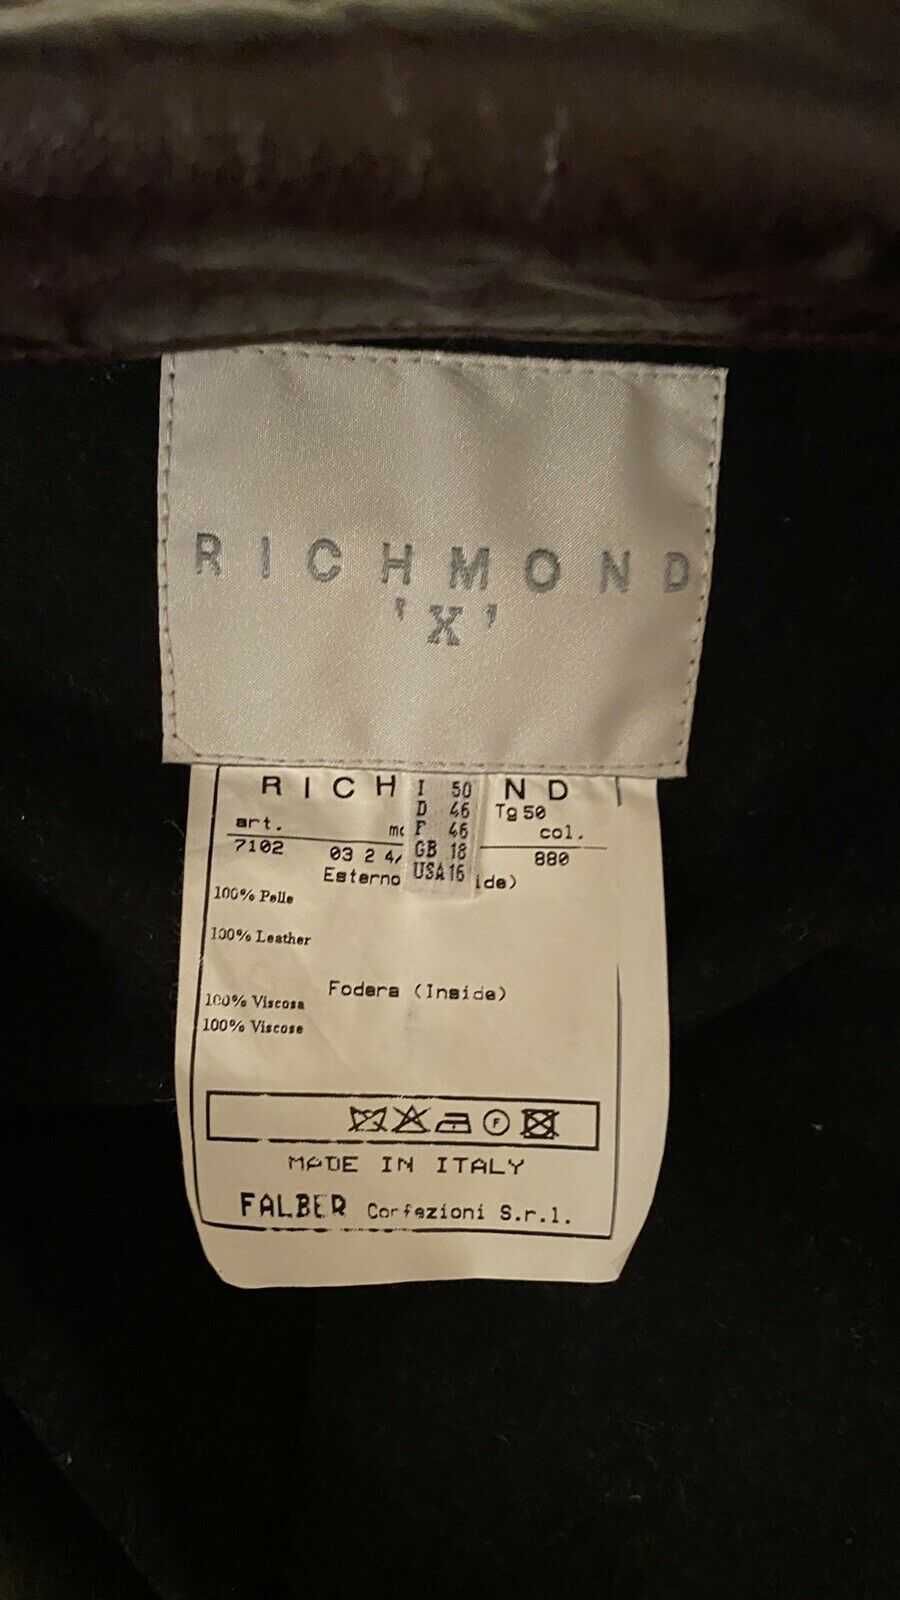 RICHMOND
'X'
RICH ND
I 50
D 46
F 46
GB 18
USA 16
Tg 50
art. col.
7102 03 2 4/ 880
Esterno
100% Pelle
100% Leather
Fodera (Inside)
100% Viscosa
100% Viscose
F
MADE IN ITALY
FALBER Confezioni S.r.l.